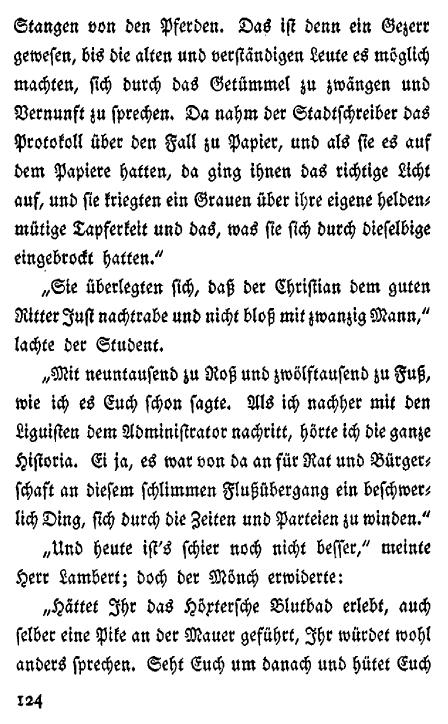 Stangen von den Pferden. Das ist denn ein Gezerr
gewesen, bis die alten und verständigen Leute es möglich
machten, sich durch das Getümmel zu zwängen und
Vernunft zu sprechen. Da nahm der Stadtschreiber das
Protokoll über den Fall zu Papier, und als sie es auf
dem Papiere hatten, da ging ihnen das richtige Licht
auf, und sie kriegten ein Grauen über ihre eigene helden-
mütige Tapferkeit und das, was sie sich durch dieselbige
eingebrockt hatten.“
„Sie überlegten sich, daß der Christian dem guten
Ritter Just nachtrabe und nicht bloß mit zwanzig Mann,“
lachte der Student.
„Mit neuntausend zu Roß und zwölftausend zu Fuß,
wie ich es Euch schon sagte. Als ich nachher mit den
Liguisten dem Administrator nachritt, hörte ich die ganze
Historia. Ei ja, es war von da an für Rat und Bürger-
schaft an diesem schlimmen Flußübergang ein beschwer-
lich Ding, sich durch die Zeiten und Parteien zu winden.“
„Und heute ist's schier noch nicht besser,“ meinte
Herr Lambert; doch der Mönch erwiderte:
„Hättet Ihr das Höxtersche Blutbad erlebt, auch
selber eine Pike an der Mauer geführt, Ihr würdet wohl
anders sprechen. Seht Euch um danach und hütet Euch
124